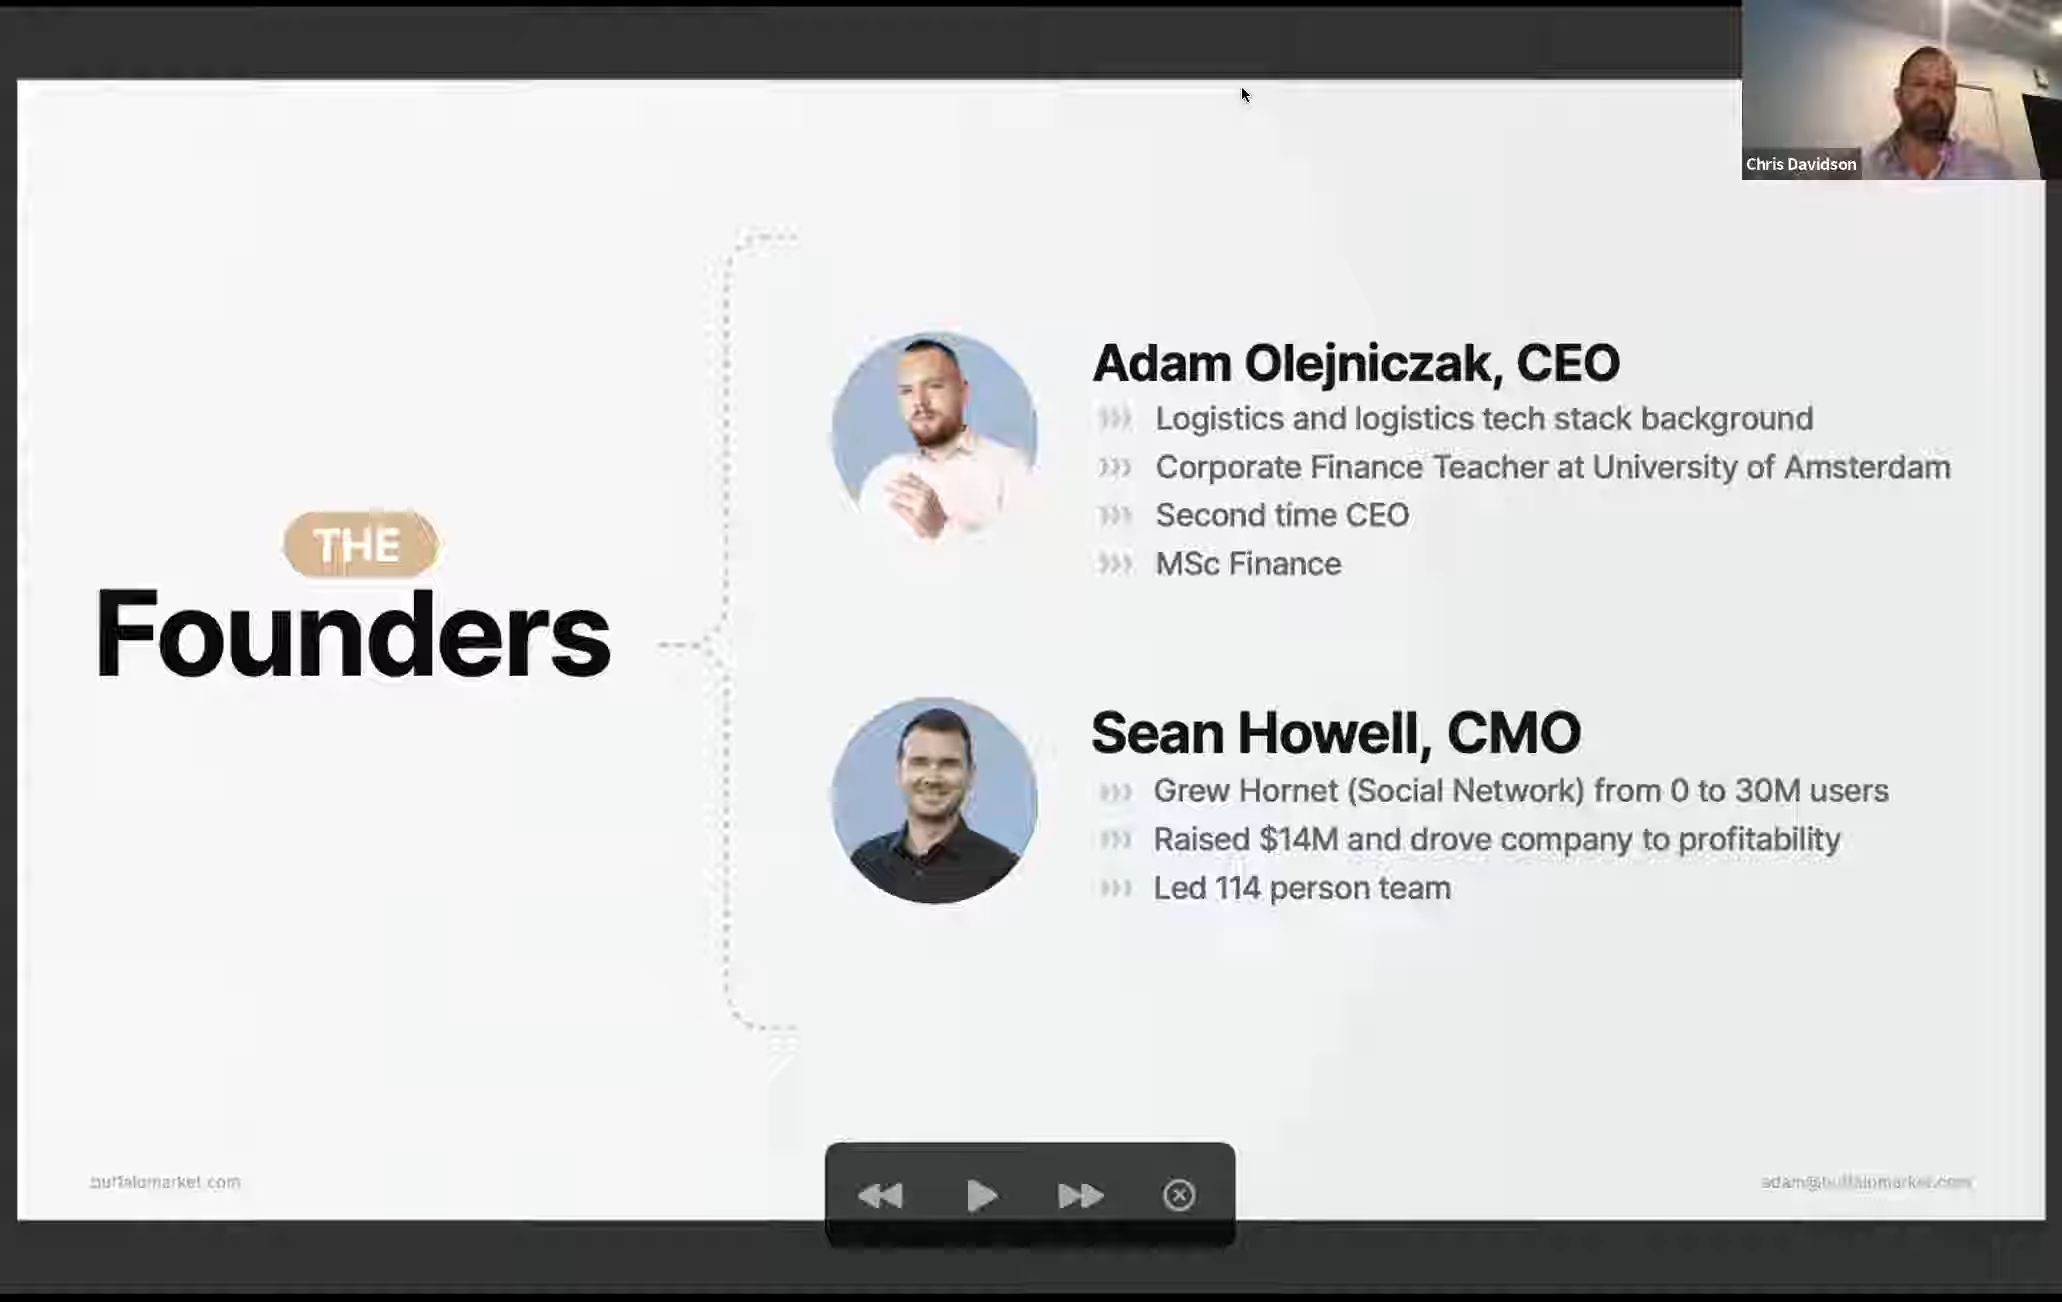 Chris Davidson
THE
Founders
Adam Olejniczak, CEO
Logistics and logistics tech stack background
Corporate Finance Teacher at University of Amsterdam
Second time CEO
MSc Finance
Sean Howell, CMO
Grew Hornet (Social Network) from 0 to 30M users
Raised $14M and drove company to profitability
Led 114 person team
buffalomarket.com
adam@buffalomarket.com